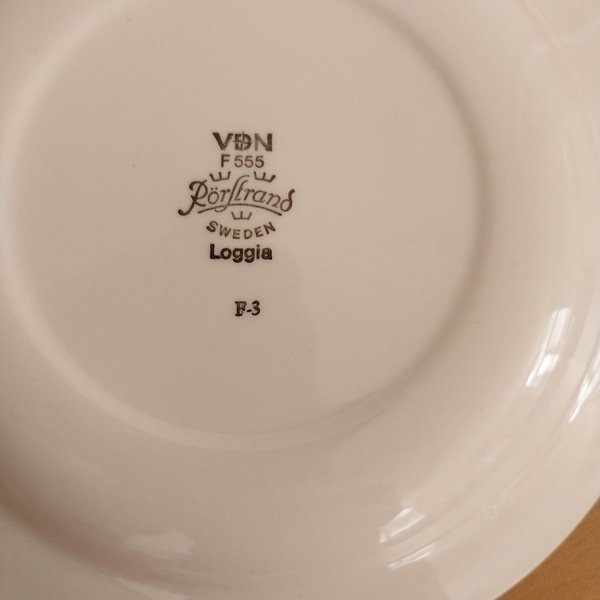 VDN
F 555
Rörstrand
SWEDEN
Loggia
F-3